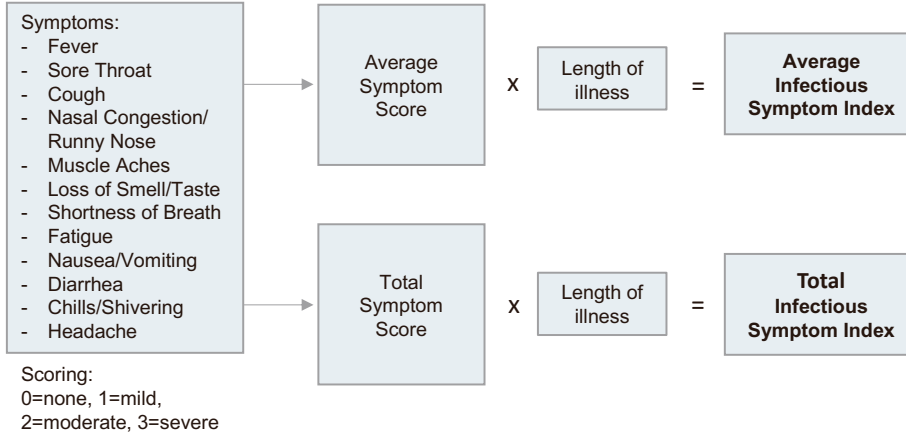 Symptoms:
- Fever
- Sore Throat
- Cough
- Nasal Congestion/
Runny Nose
- Muscle Aches
- Loss of Smell/Taste
- Shortness of Breath
- Fatigue
- Nausea/Vomiting
- Diarrhea
- Chills/Shivering
- Headache
Scoring:
0=none, 1=mild,
2=moderate, 3=severe
Average
Symptom
Score
x
Length of
illness
=
Average
Infectious
Symptom Index
Total
Symptom
Score
x
Length of
illness
=
Total
Infectious
Symptom Index